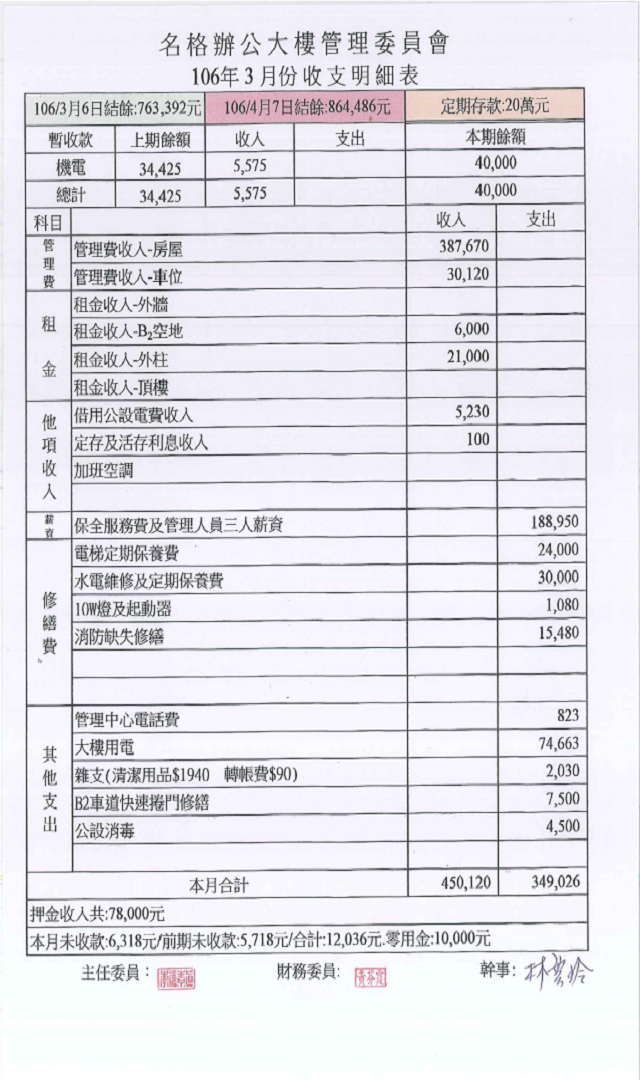 名格辦公大樓管理委員會
106年3月份收支明細表
106/3月6日結餘:763,392元 106/4月7日結餘:864,486元 定期存款:20萬元
暫收款 上期餘額 收入 支出 本期餘額
機電 34,425 5,575 40,000
總計 34,425 5,575 40,000
科目 收入 支出
管理費
管理費收入-房屋 387,670
管理費收入-車位 30,120
租金
租金收入-外牆
租金收入-B2空地 6,000
租金收入-外柱 21,000
租金收入-頂樓
他項收入
借用公設電費收入 5,230
定存及活存利息收入 100
加班空調
薪資
保全服務費及管理人員三人薪資 188,950
修繕費
電梯定期保養費 24,000
水電維修及定期保養費 30,000
10W燈及起動器 1,080
消防缺失修繕 15,480
其他支出
管理中心電話費 823
大樓用電 74,663
雜支(清潔用品$1940 轉帳費$90) 2,030
B2車道快速捲門修繕 7,500
公設消毒 4,500
本月合計 450,120 349,026
押金收入共:78,000元
本月未收款:6,318元/前期未收款:5,718元/合計:12,036元.零用金:10,000元
主任委員： 財務委員: 幹事: